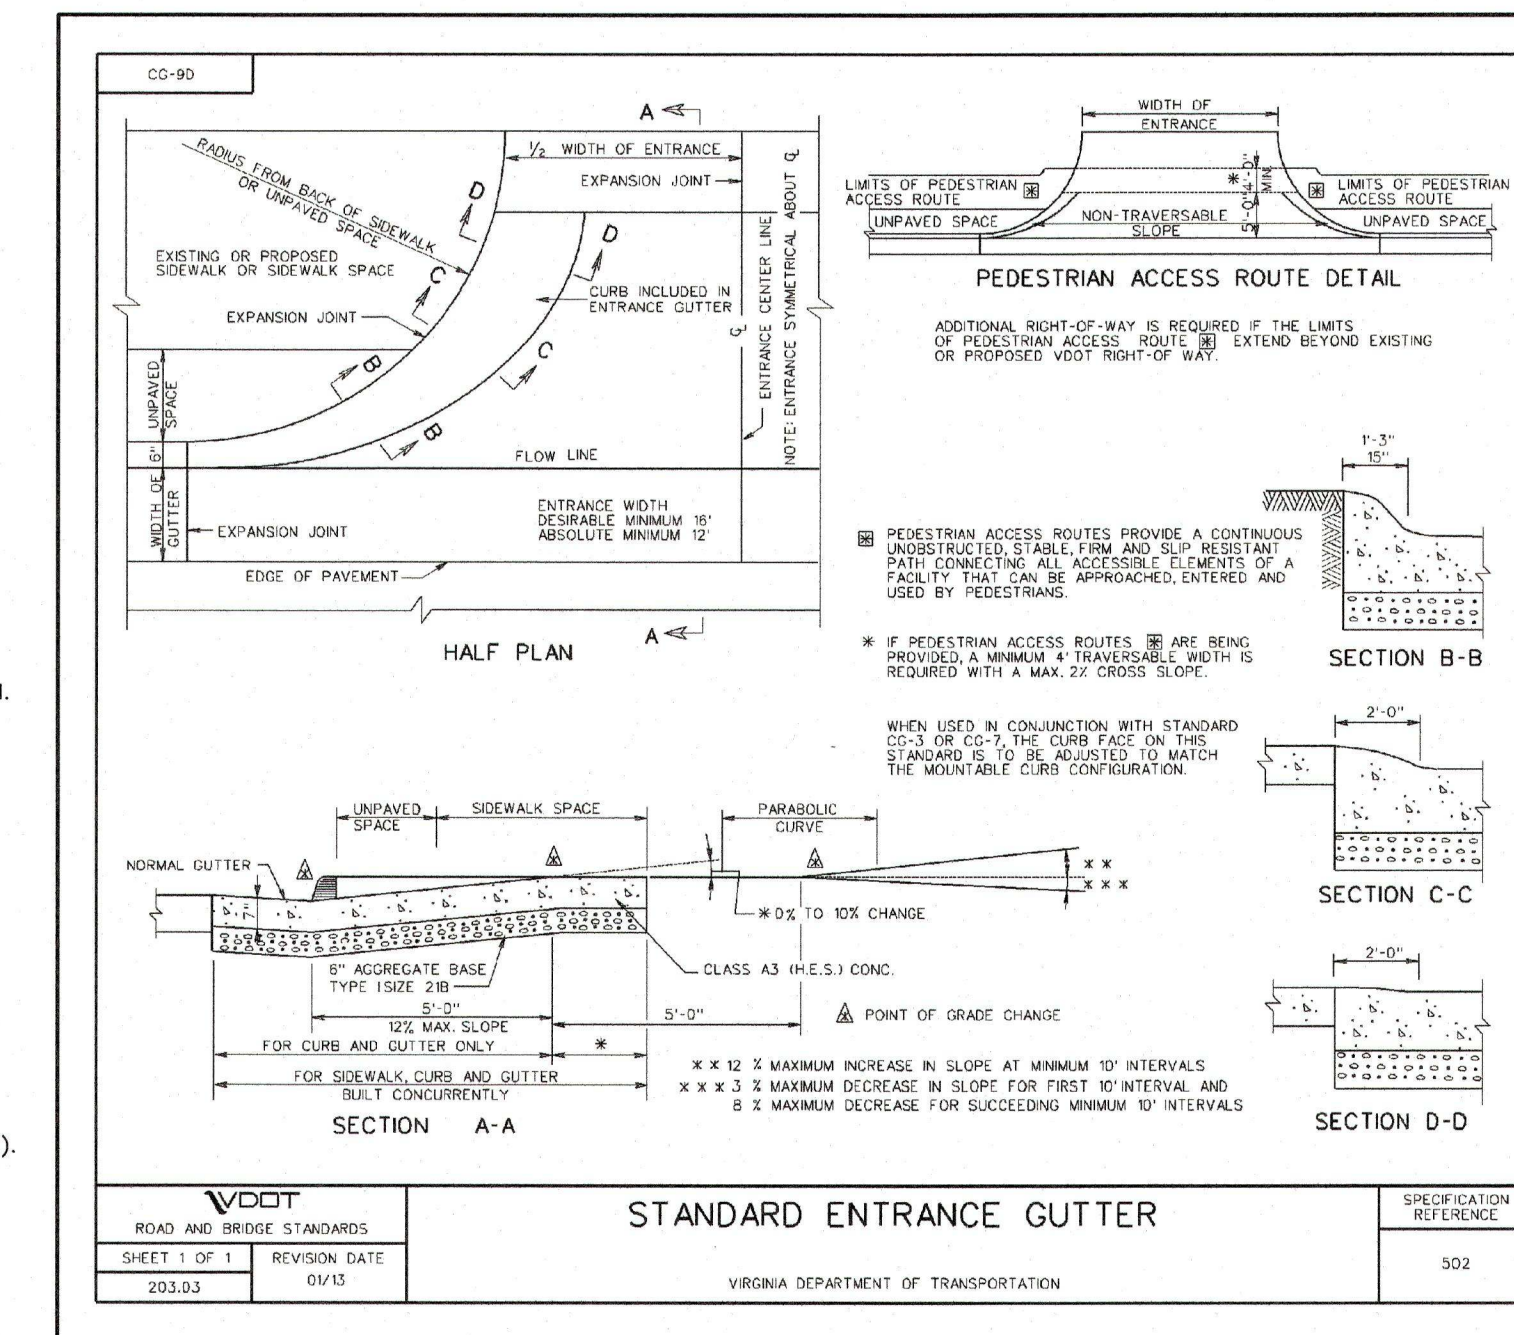 CG-9D
A
½ WIDTH OF ENTRANCE
EXPANSION JOINT
RADIUS FROM BACK OF SIDEWALK
OR UNPAVED SPACE
D
D
EXISTING OR PROPOSED
SIDEWALK OR SIDEWALK SPACE
C
CURB INCLUDED IN
ENTRANCE GUTTER
EXPANSION JOINT
B
C
B
UNPAVED
SPACE
6"
WIDTH OF
GUTTER
FLOW LINE
ENTRANCE CENTER LINE
℄
NOTE: ENTRANCE SYMMETRICAL ABOUT ℄
ENTRANCE WIDTH
DESIRABLE MINIMUM 16'
ABSOLUTE MINIMUM 12'
EXPANSION JOINT
EDGE OF PAVEMENT
A
HALF PLAN
WIDTH OF
ENTRANCE
LIMITS OF PEDESTRIAN
ACCESS ROUTE
*
* 4'-0"
MIN.
*
LIMITS OF PEDESTRIAN
ACCESS ROUTE
UNPAVED SPACE
NON-TRAVERSABLE
SLOPE
5'-0"
UNPAVED SPACE
PEDESTRIAN ACCESS ROUTE DETAIL
ADDITIONAL RIGHT-OF-WAY IS REQUIRED IF THE LIMITS
OF PEDESTRIAN ACCESS ROUTE * EXTEND BEYOND EXISTING
OR PROPOSED VDOT RIGHT-OF WAY.
* PEDESTRIAN ACCESS ROUTES PROVIDE A CONTINUOUS
UNOBSTRUCTED, STABLE, FIRM AND SLIP RESISTANT
PATH CONNECTING ALL ACCESSIBLE ELEMENTS OF A
FACILITY THAT CAN BE APPROACHED, ENTERED AND
USED BY PEDESTRIANS.
* IF PEDESTRIAN ACCESS ROUTES * ARE BEING
PROVIDED, A MINIMUM 4' TRAVERSABLE WIDTH IS
REQUIRED WITH A MAX. 2% CROSS SLOPE.
WHEN USED IN CONJUNCTION WITH STANDARD
CG-3 OR CG-7, THE CURB FACE ON THIS
STANDARD IS TO BE ADJUSTED TO MATCH
THE MOUNTABLE CURB CONFIGURATION.
1'-3"
15"
SECTION B-B
2'-0"
SECTION C-C
2'-0"
SECTION D-D
UNPAVED
SPACE
SIDEWALK SPACE
PARABOLIC
CURVE
NORMAL GUTTER
7"
* *
* * *
* 0% TO 10% CHANGE
CLASS A3 (H.E.S.) CONC.
6" AGGREGATE BASE
TYPE I SIZE 21B
5'-0"
12% MAX. SLOPE
5'-0"
POINT OF GRADE CHANGE
FOR CURB AND GUTTER ONLY
*
FOR SIDEWALK, CURB AND GUTTER
BUILT CONCURRENTLY
SECTION A-A
* * 12 % MAXIMUM INCREASE IN SLOPE AT MINIMUM 10' INTERVALS
* * * 3 % MAXIMUM DECREASE IN SLOPE FOR FIRST 10' INTERVAL AND
8 % MAXIMUM DECREASE FOR SUCCEEDING MINIMUM 10' INTERVALS
VDOT
ROAD AND BRIDGE STANDARDS
SHEET 1 OF 1
REVISION DATE
01/13
203.03
STANDARD ENTRANCE GUTTER
VIRGINIA DEPARTMENT OF TRANSPORTATION
SPECIFICATION
REFERENCE
502
).